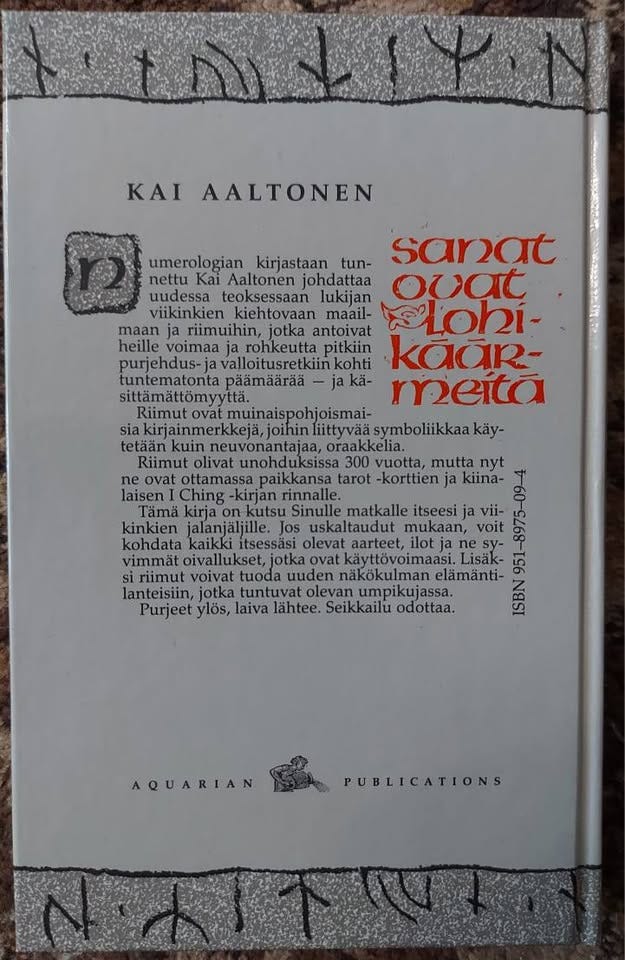 KAI AALTONEN
numerologian kirjastaan tun-
nettu Kai Aaltonen johdattaa
uudessa teoksessaan lukijan
viikinkien kiehtovaan maail-
maan ja riimuihin, jotka antoivat
heille voimaa ja rohkeutta pitkiin
purjehdus- ja valloitusretkiin kohti
tuntematonta päämäärää – ja kä-
sittämättömyyttä.
Riimut ovat muinaispohjoismai-
sia kirjainmerkkejä, joihin liittyvää symboliikkaa käy-
tetään kuin neuvonantajaa, oraakkelia.
Riimut olivat unohduksissa 300 vuotta, mutta nyt
ne ovat ottamassa paikkansa tarot -korttien ja kiina-
laisen I Ching -kirjan rinnalle.
Tämä kirja on kutsu Sinulle matkalle itseesi ja vii-
kinkien jalanjäljille. Jos uskaltaudut mukaan, voit
kohdata kaikki itsessäsi olevat aarteet, ilot ja ne sy-
vimmät oivallukset, jotka ovat käyttövoimaasi. Lisäk-
si riimut voivat tuoda uuden näkökulman elämänti-
lanteisiin, jotka tuntuvat olevan umpikujassa.
Purjeet ylös, laiva lähtee. Seikkailu odottaa.
sanat
ovat
lohi-
käär-
meitä
ISBN 951–8975–09–4
AQUARIAN PUBLICATIONS